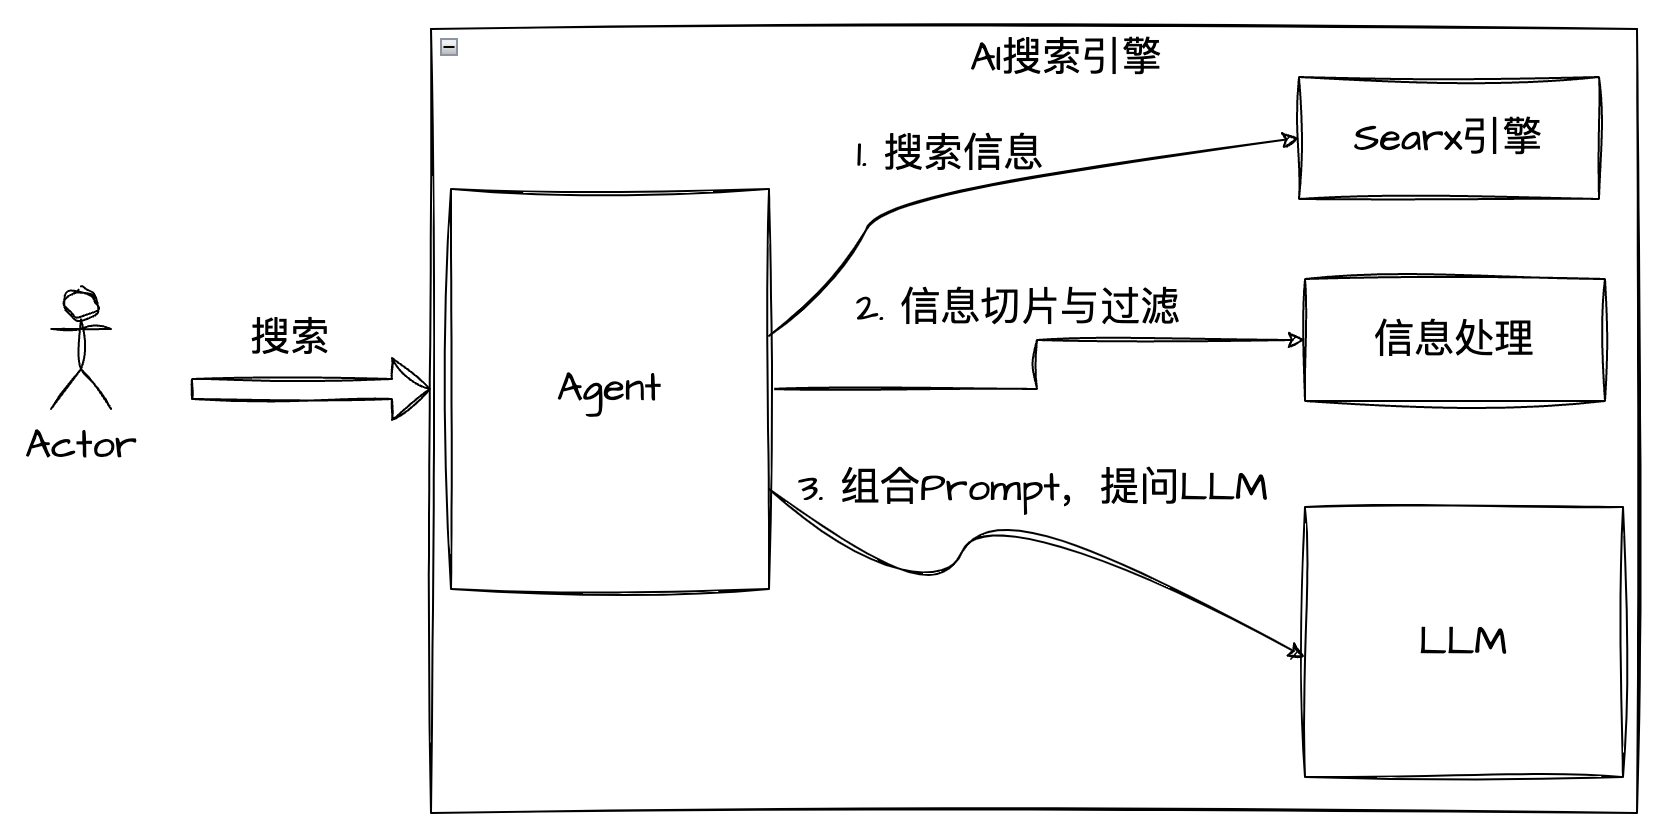 AI搜索引擎
Searx引擎
1. 搜索信息
2. 信息切片与过滤
搜索
信息处理
Agent
Actor
3. 组合Prompt，提问LLM
LLM